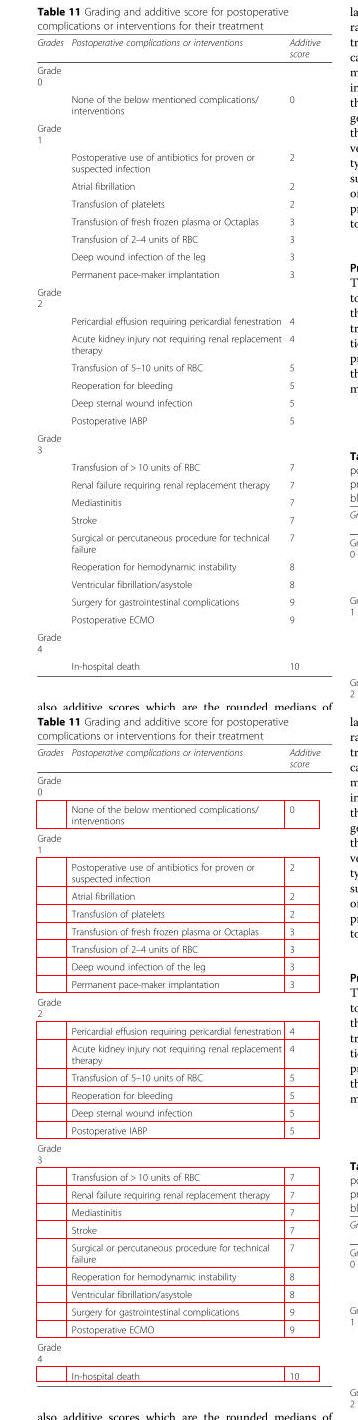 Table 11 Grading and additive score for postoperative
complications or interventions for their treatment
Grades Postoperative complications or interventions Additive
score
Grade
0
None of the below mentioned complications/ 0
interventions
Grade
1
Postoperative use of antibiotics for proven or 2
suspected infection
Atrial fibrillation 2
Transfusion of platelets 2
Transfusion of fresh frozen plasma or Octaplas 3
Transfusion of 2–4 units of RBC 3
Deep wound infection of the leg 3
Permanent pace-maker implantation 3
Grade
2
Pericardial effusion requiring pericardial fenestration 4
Acute kidney injury not requiring renal replacement 4
therapy
Transfusion of 5–10 units of RBC 5
Reoperation for bleeding 5
Deep sternal wound infection 5
Postoperative IABP 5
Grade
3
Transfusion of > 10 units of RBC 7
Renal failure requiring renal replacement therapy 7
Mediastinitis 7
Stroke 7
Surgical or percutaneous procedure for technical 7
failure
Reoperation for hemodynamic instability 8
Ventricular fibrillation/asystole 8
Surgery for gastrointestinal complications 9
Postoperative ECMO 9
Grade
4
In-hospital death 10
also additive scores which are the rounded medians of
Table 11 Grading and additive score for postoperative
complications or interventions for their treatment
Grades Postoperative complications or interventions Additive
score
Grade
0
None of the below mentioned complications/ 0
interventions
Grade
1
Postoperative use of antibiotics for proven or 2
suspected infection
Atrial fibrillation 2
Transfusion of platelets 2
Transfusion of fresh frozen plasma or Octaplas 3
Transfusion of 2–4 units of RBC 3
Deep wound infection of the leg 3
Permanent pace-maker implantation 3
Grade
2
Pericardial effusion requiring pericardial fenestration 4
Acute kidney injury not requiring renal replacement 4
therapy
Transfusion of 5–10 units of RBC 5
Reoperation for bleeding 5
Deep sternal wound infection 5
Postoperative IABP 5
Grade
3
Transfusion of > 10 units of RBC 7
Renal failure requiring renal replacement therapy 7
Mediastinitis 7
Stroke 7
Surgical or percutaneous procedure for technical 7
failure
Reoperation for hemodynamic instability 8
Ventricular fibrillation/asystole 8
Surgery for gastrointestinal complications 9
Postoperative ECMO 9
Grade
4
In-hospital death 10
also additive scores which are the rounded medians of